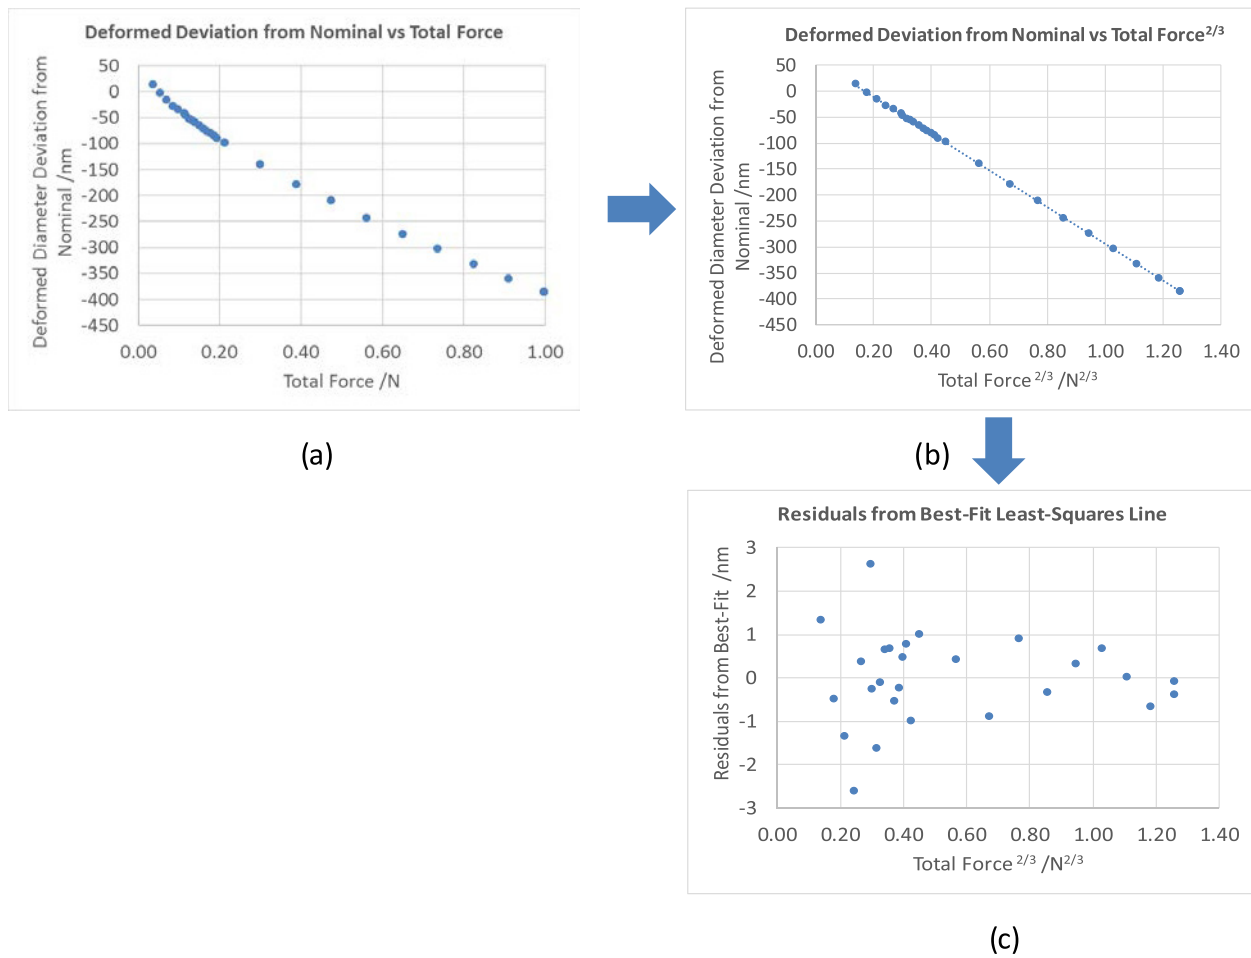 Deformed Deviation from Nominal vs Total Force
Deformed Diameter Deviation from
Nominal /nm
50
0
-50
-100
-150
-200
-250
-300
-350
-400
-450
0.00 0.20 0.40 0.60 0.80 1.00
Total Force /N
(a)
Deformed Deviation from Nominal vs Total Force2/3
Deformed Diameter Deviation from
Nominal /nm
50
0
-50
-100
-150
-200
-250
-300
-350
-400
-450
0.00 0.20 0.40 0.60 0.80 1.00 1.20 1.40
Total Force 2/3 /N2/3
(b)
Residuals from Best-Fit Least-Squares Line
Residuals from Best-Fit /nm
3
2
1
0
-1
-2
-3
0.00 0.20 0.40 0.60 0.80 1.00 1.20 1.40
Total Force 2/3 /N2/3
(c)